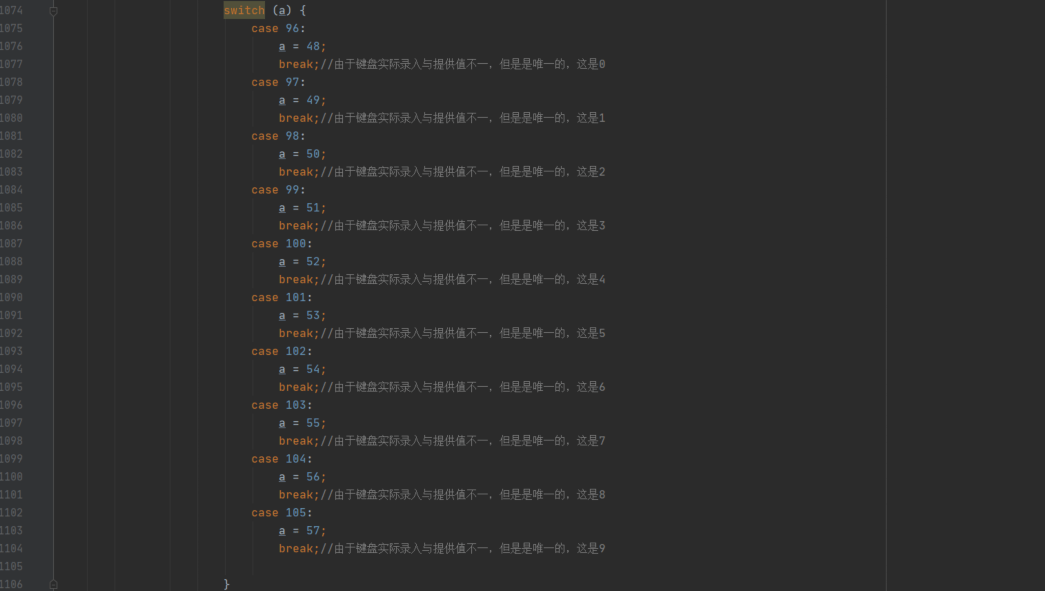 1074 switch (a) {
1075 case 96:
1076 a = 48;
1077 break;//由于键盘实际录入与提供值不一，但是是唯一的，这是0
1078 case 97:
1079 a = 49;
1080 break;//由于键盘实际录入与提供值不一，但是是唯一的，这是1
1081 case 98:
1082 a = 50;
1083 break;//由于键盘实际录入与提供值不一，但是是唯一的，这是2
1084 case 99:
1085 a = 51;
1086 break;//由于键盘实际录入与提供值不一，但是是唯一的，这是3
1087 case 100:
1088 a = 52;
1089 break;//由于键盘实际录入与提供值不一，但是是唯一的，这是4
1090 case 101:
1091 a = 53;
1092 break;//由于键盘实际录入与提供值不一，但是是唯一的，这是5
1093 case 102:
1094 a = 54;
1095 break;//由于键盘实际录入与提供值不一，但是是唯一的，这是6
1096 case 103:
1097 a = 55;
1098 break;//由于键盘实际录入与提供值不一，但是是唯一的，这是7
1099 case 104:
1100 a = 56;
1101 break;//由于键盘实际录入与提供值不一，但是是唯一的，这是8
1102 case 105:
1103 a = 57;
1104 break;//由于键盘实际录入与提供值不一，但是是唯一的，这是9
1105
1106 }